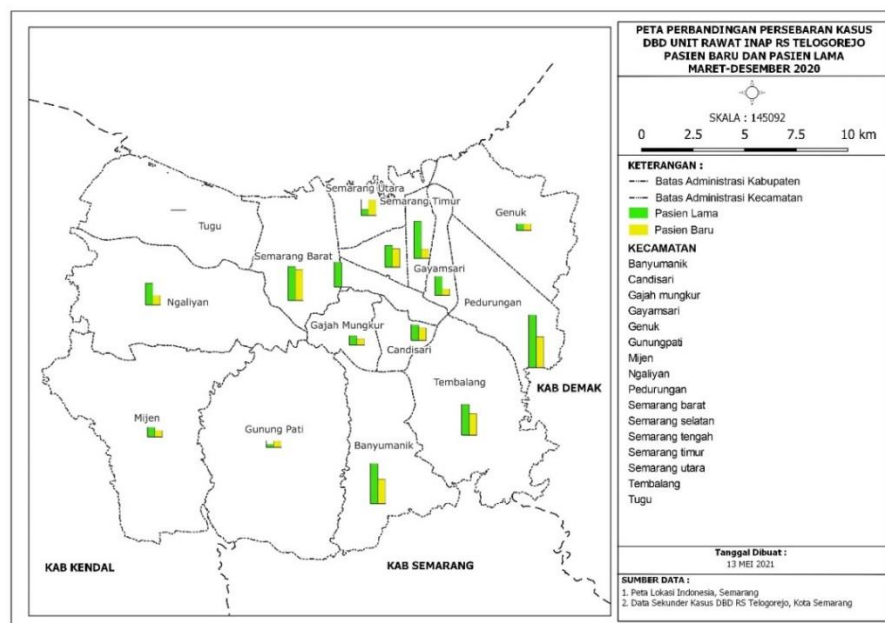 PETA PERBANDINGAN PERSEBARAN KASUS
DBD UNIT RAWAT INAP RS TELOGOREJO
PASIEN BARU DAN PASIEN LAMA
MARET-DESEMBER 2020
SKALA : 145092
0 2.5 5 7.5 10 km
KETERANGAN :
Batas Administrasi Kabupaten
Batas Administrasi Kecamatan
Pasien Lama
Pasien Baru
KECAMATAN
Banyumanik
Candisari
Gajah mungkur
Gayamsari
Genuk
Gunungpati
Mijen
Ngaliyan
Pedurungan
Semarang barat
Semarang selatan
Semarang tengah
Semarang timur
Semarang utara
Tembalang
Tugu
Tanggal Dibuat :
13 MEI 2021
SUMBER DATA :
1. Peta Lokasi Indonesia, Semarang
2. Data Sekunder Kasus DBD RS Telogorejo, Kota Semarang
Semarang Utara
Semarang Timur
Genuk
Tugu
Semarang Barat
Gayamsari
Ngaliyan
Pedurungan
Gajah Mungkur
Candisari
Tembalang
KAB DEMAK
Mijen
Gunung Pati
Banyumanik
KAB KENDAL
KAB SEMARANG